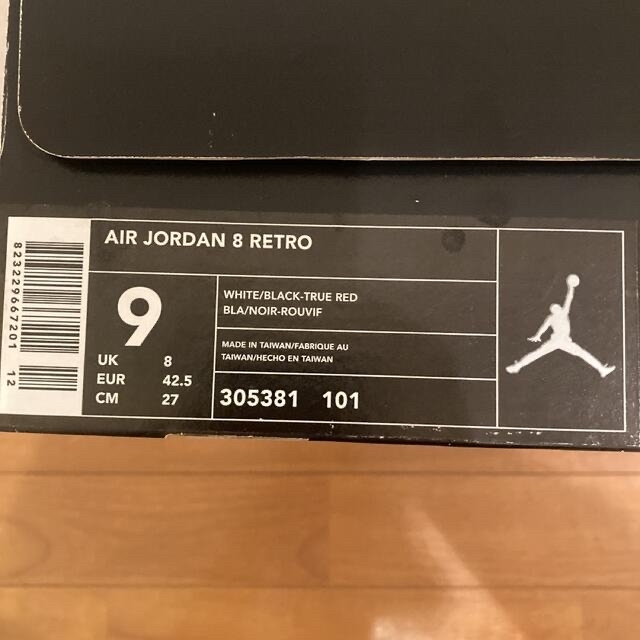 AIR JORDAN 8 RETRO
9
UK 8
EUR 42.5
CM 27
WHITE/BLACK-TRUE RED
BLA/NOIR-ROUVIF
MADE IN TAIWAN/FABRIQUE AU
TAIWAN/HECHO EN TAIWAN
305381 101
823229667201 12